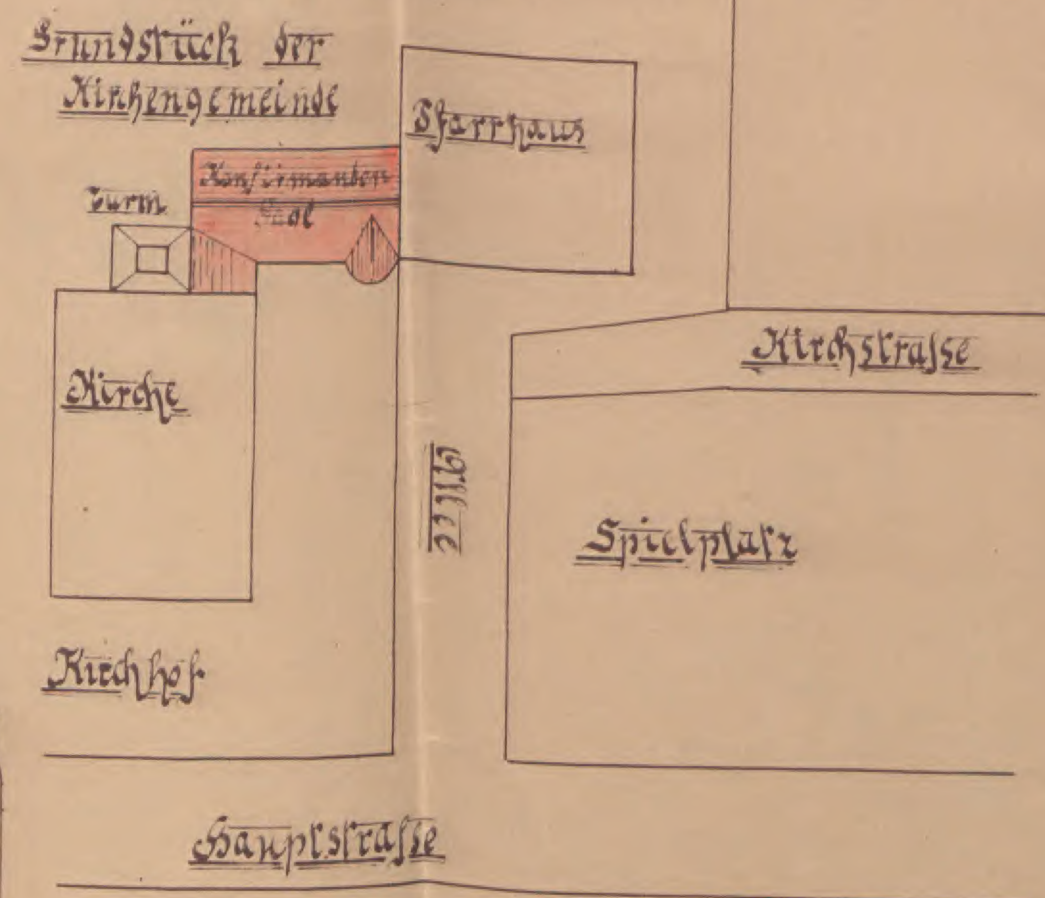 Grundstück der
Kirchengemeinde
Pfarrhaus
Konfirmanden
Saal
Turm
Kirchstrasse
Kirche
Spielplatz
Kirchhof
Hauptstrasse